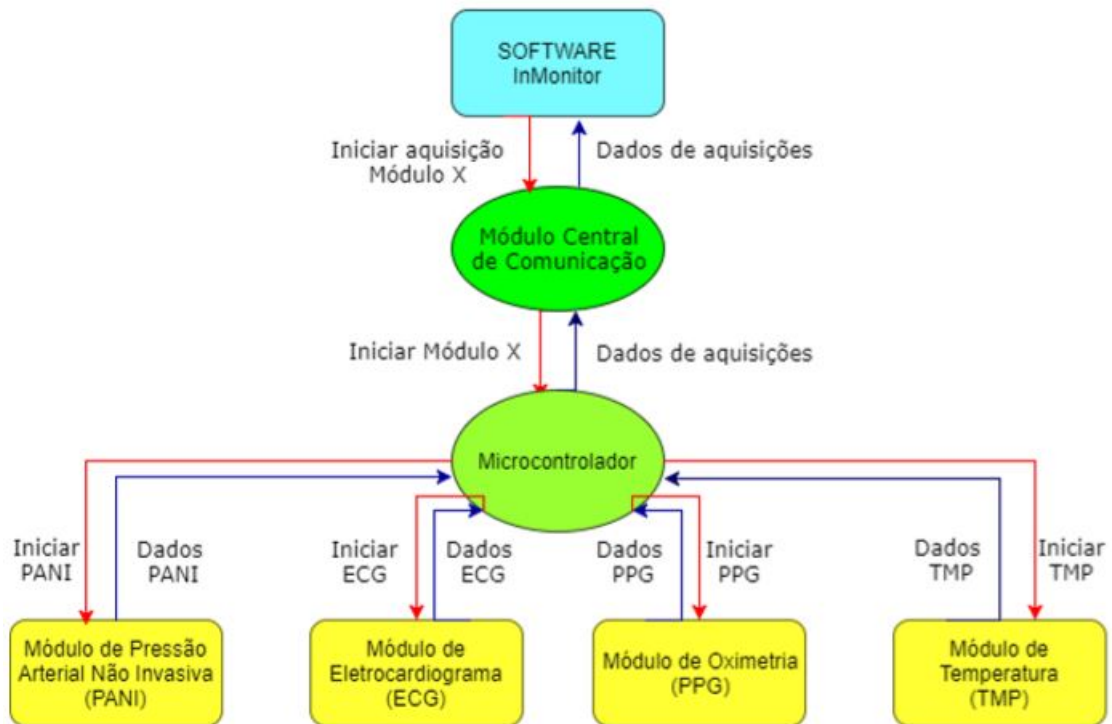 SOFTWARE
InMonitor
Iniciar aquisição
Módulo X
Dados de aquisições
Módulo Central
de Comunicação
Iniciar Módulo X
Dados de aquisições
Microcontrolador
Iniciar
PANI
Dados
PANI
Iniciar
ECG
Dados
ECG
Dados
PPG
Iniciar
PPG
Dados
TMP
Iniciar
TMP
Módulo de Pressão
Arterial Não Invasiva
(PANI)
Módulo de
Eletrocardiograma
(ECG)
Módulo de Oximetria
(PPG)
Módulo de
Temperatura
(TMP)